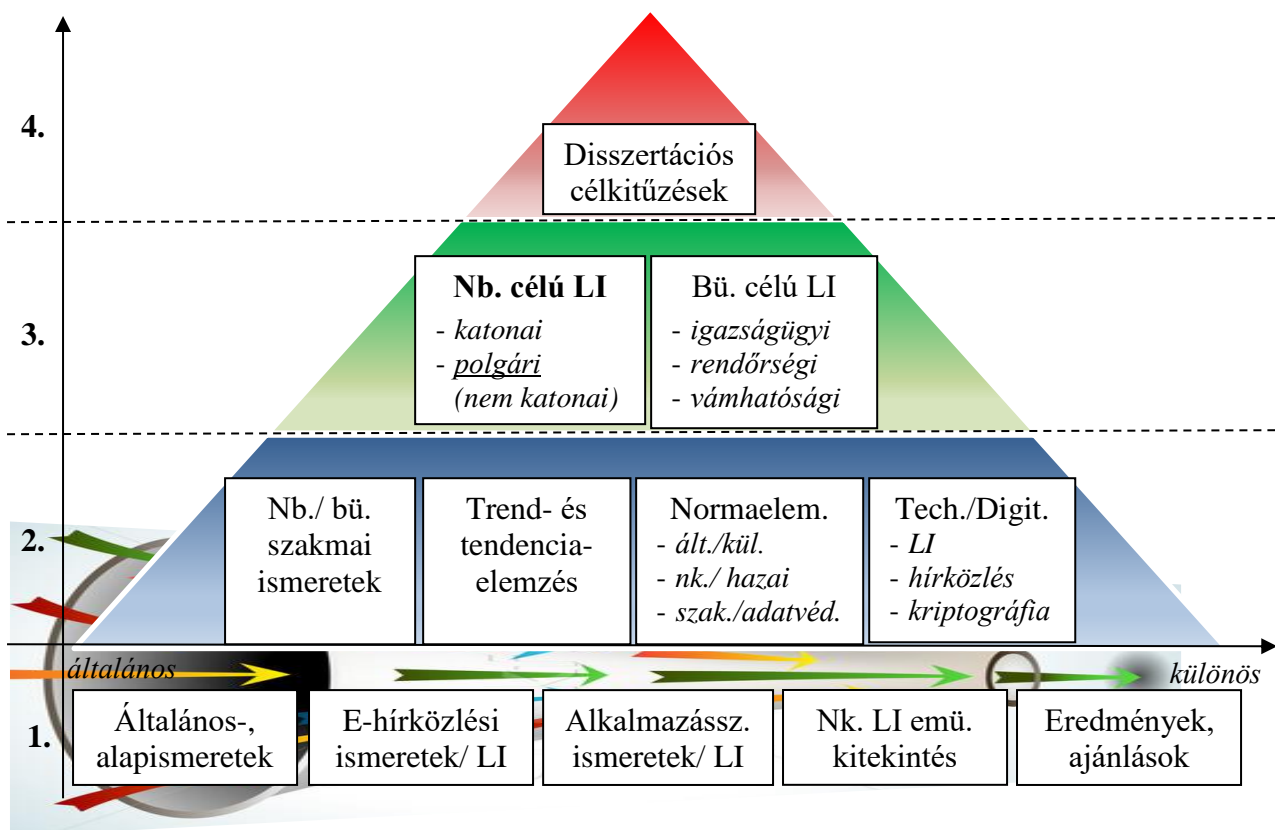 4.
Disszertációs
célkitűzések
3.
Nb. célú LI
- katonai
- polgári
(nem katonai)
Bü. célú LI
- igazságügyi
- rendőrségi
- vámhatósági
2.
Nb./ bü.
szakmai
ismeretek
Trend- és
tendencia-
elemzés
Normaelem.
- ált./kül.
- nk./ hazai
- szak./adatvéd.
Tech./Digit.
- LI
- hírközlés
- kriptográfia
általános
különös
1.
Általános-,
alapismeretek
E-hírközlési
ismeretek/ LI
Alkalmazássz.
ismeretek/ LI
Nk. LI emü.
kitekintés
Eredmények,
ajánlások